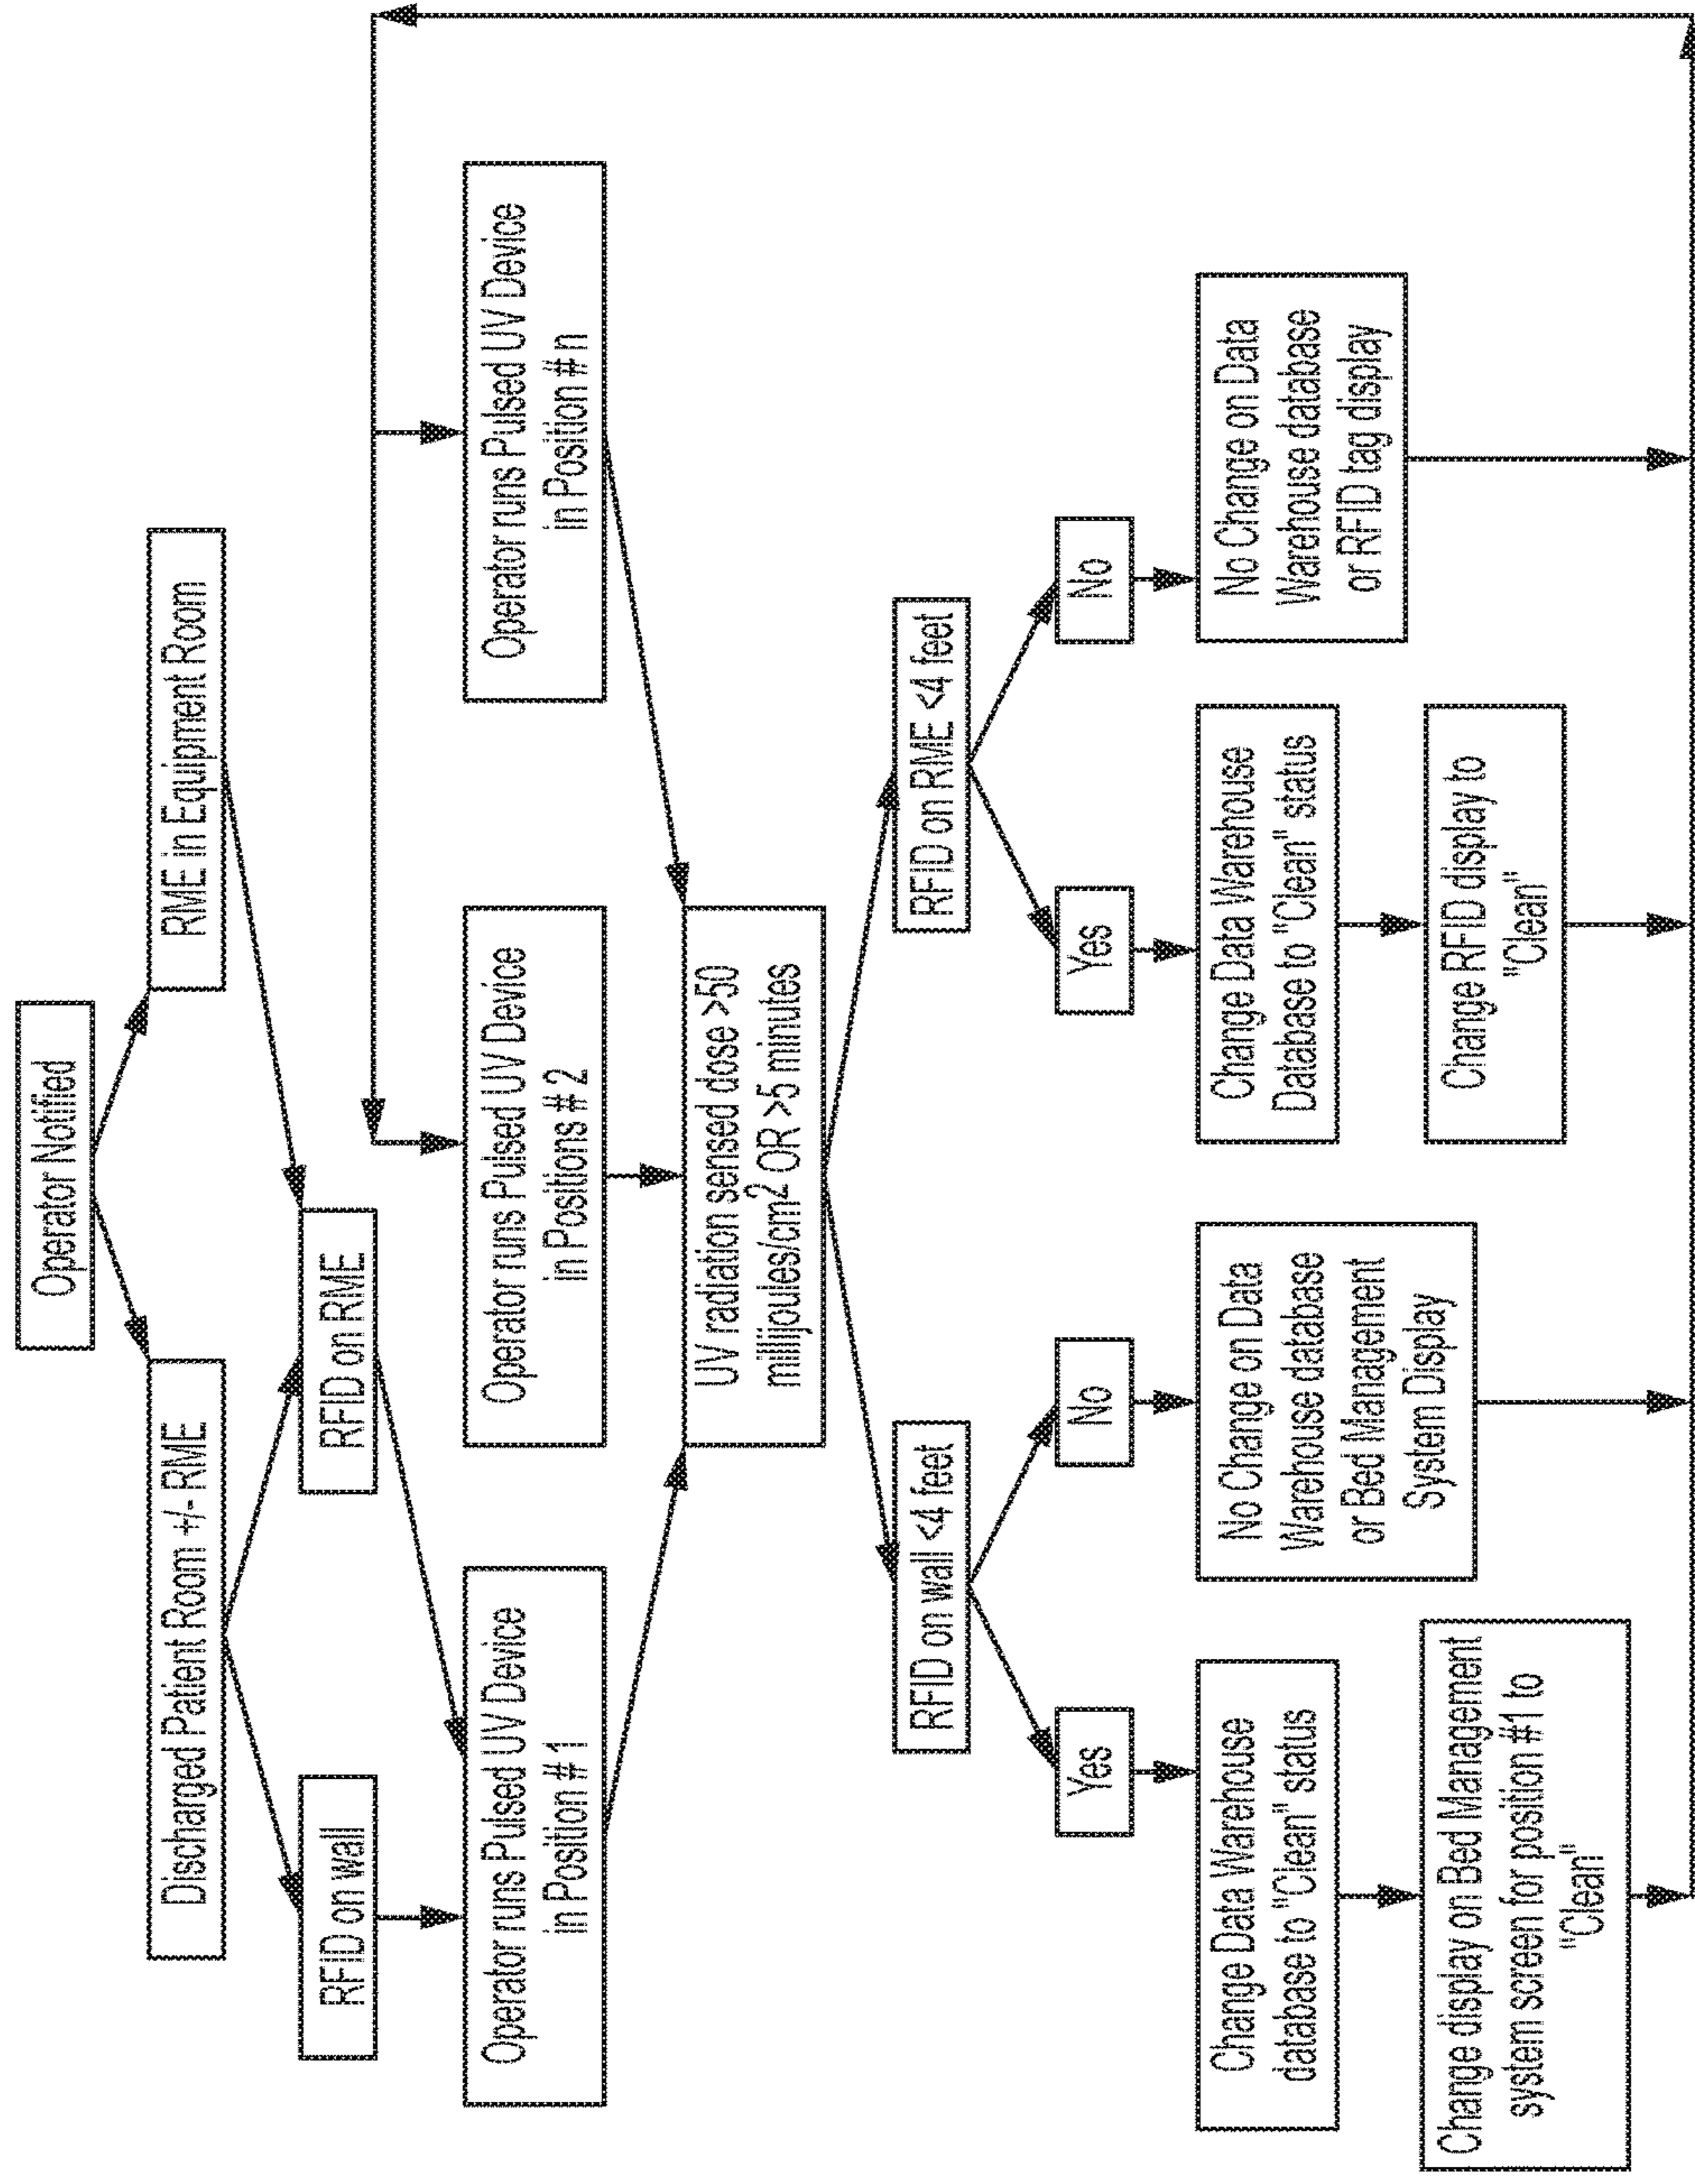 Operator Notified
Discharged Patient Room +/- RME
RME in Equipment Room
RFID on wall
RFID on RME
Operator runs Pulsed UV Device
in Position # 1
Operator runs Pulsed UV Device
in Positions # 2
Operator runs Pulsed UV Device
in Position # n
UV radiation sensed dose >50
millijoules/cm² OR >5 minutes
RFID on wall <4 feet
RFID on RME <4 feet
Yes
No
Yes
No
Change Data Warehouse
database to "Clean" status
No Change on Data
Warehouse database
or Bed Management
System Display
Change Data Warehouse
Database to "Clean" status
No Change on Data
Warehouse database
or RFID tag display
Change display on Bed Management
system screen for position #1 to
"Clean"
Change RFID display to
"Clean"